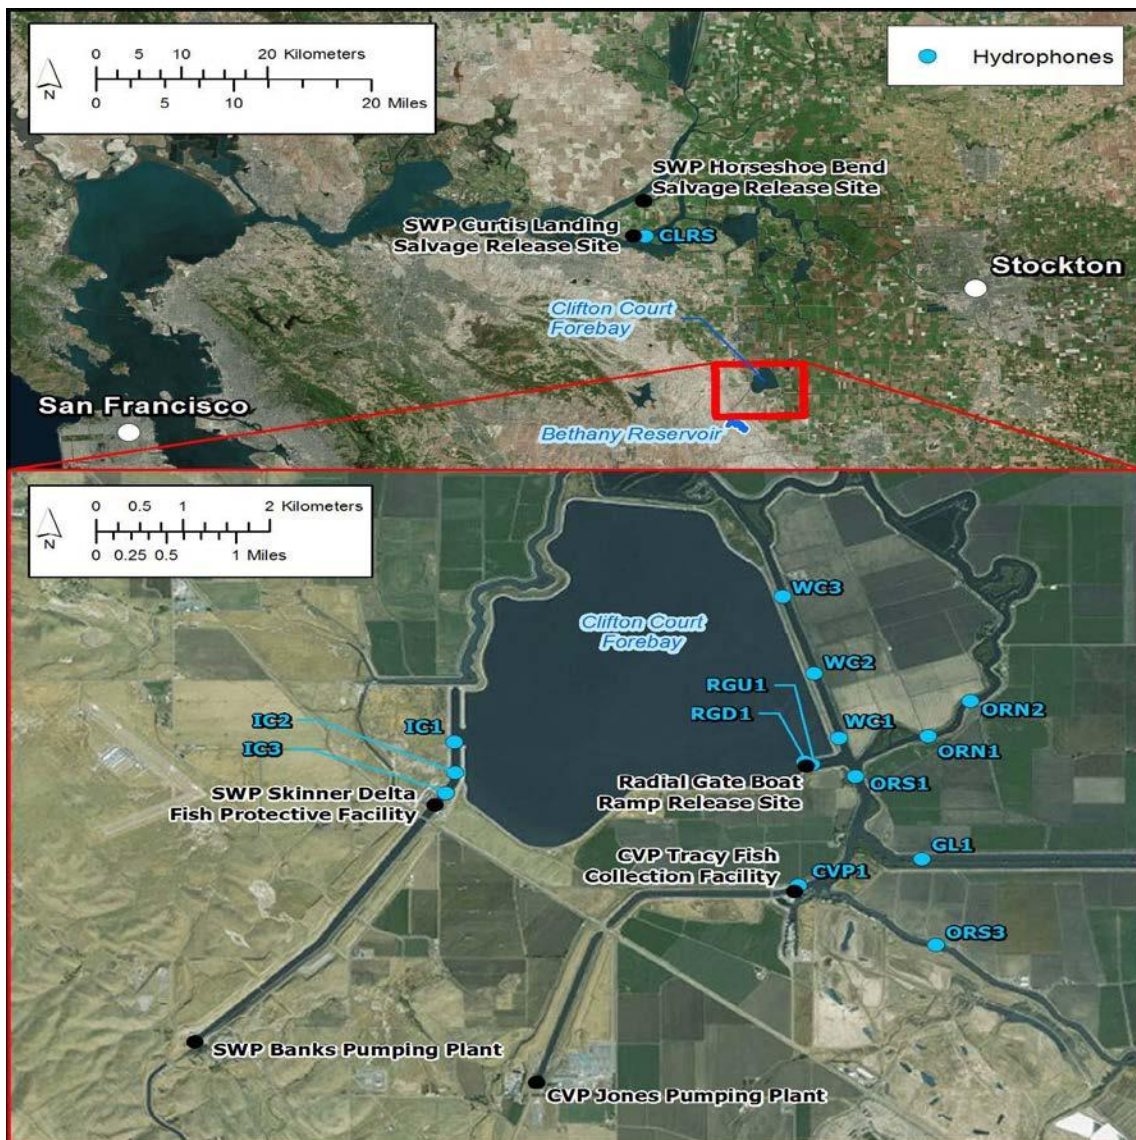 0 5 10 20 Kilometers
N
0 5 10 20 Miles
Hydrophones
SWP Horseshoe Bend
Salvage Release Site
SWP Curtis Landing
Salvage Release Site
CLRS
Stockton
Clifton Court
Forebay
San Francisco
Bethany Reservoir
0 0.5 1 2 Kilometers
N
0 0.25 0.5 1 Miles
WC3
Clifton Court
Forebay
WC2
RGU1
RGD1
ORN2
IC2
IC1
WC1
ORN1
IC3
Radial Gate Boat
Ramp Release Site
ORS1
SWP Skinner Delta
Fish Protective Facility
GL1
CVP Tracy Fish
Collection Facility
CVP1
ORS3
SWP Banks Pumping Plant
CVP Jones Pumping Plant